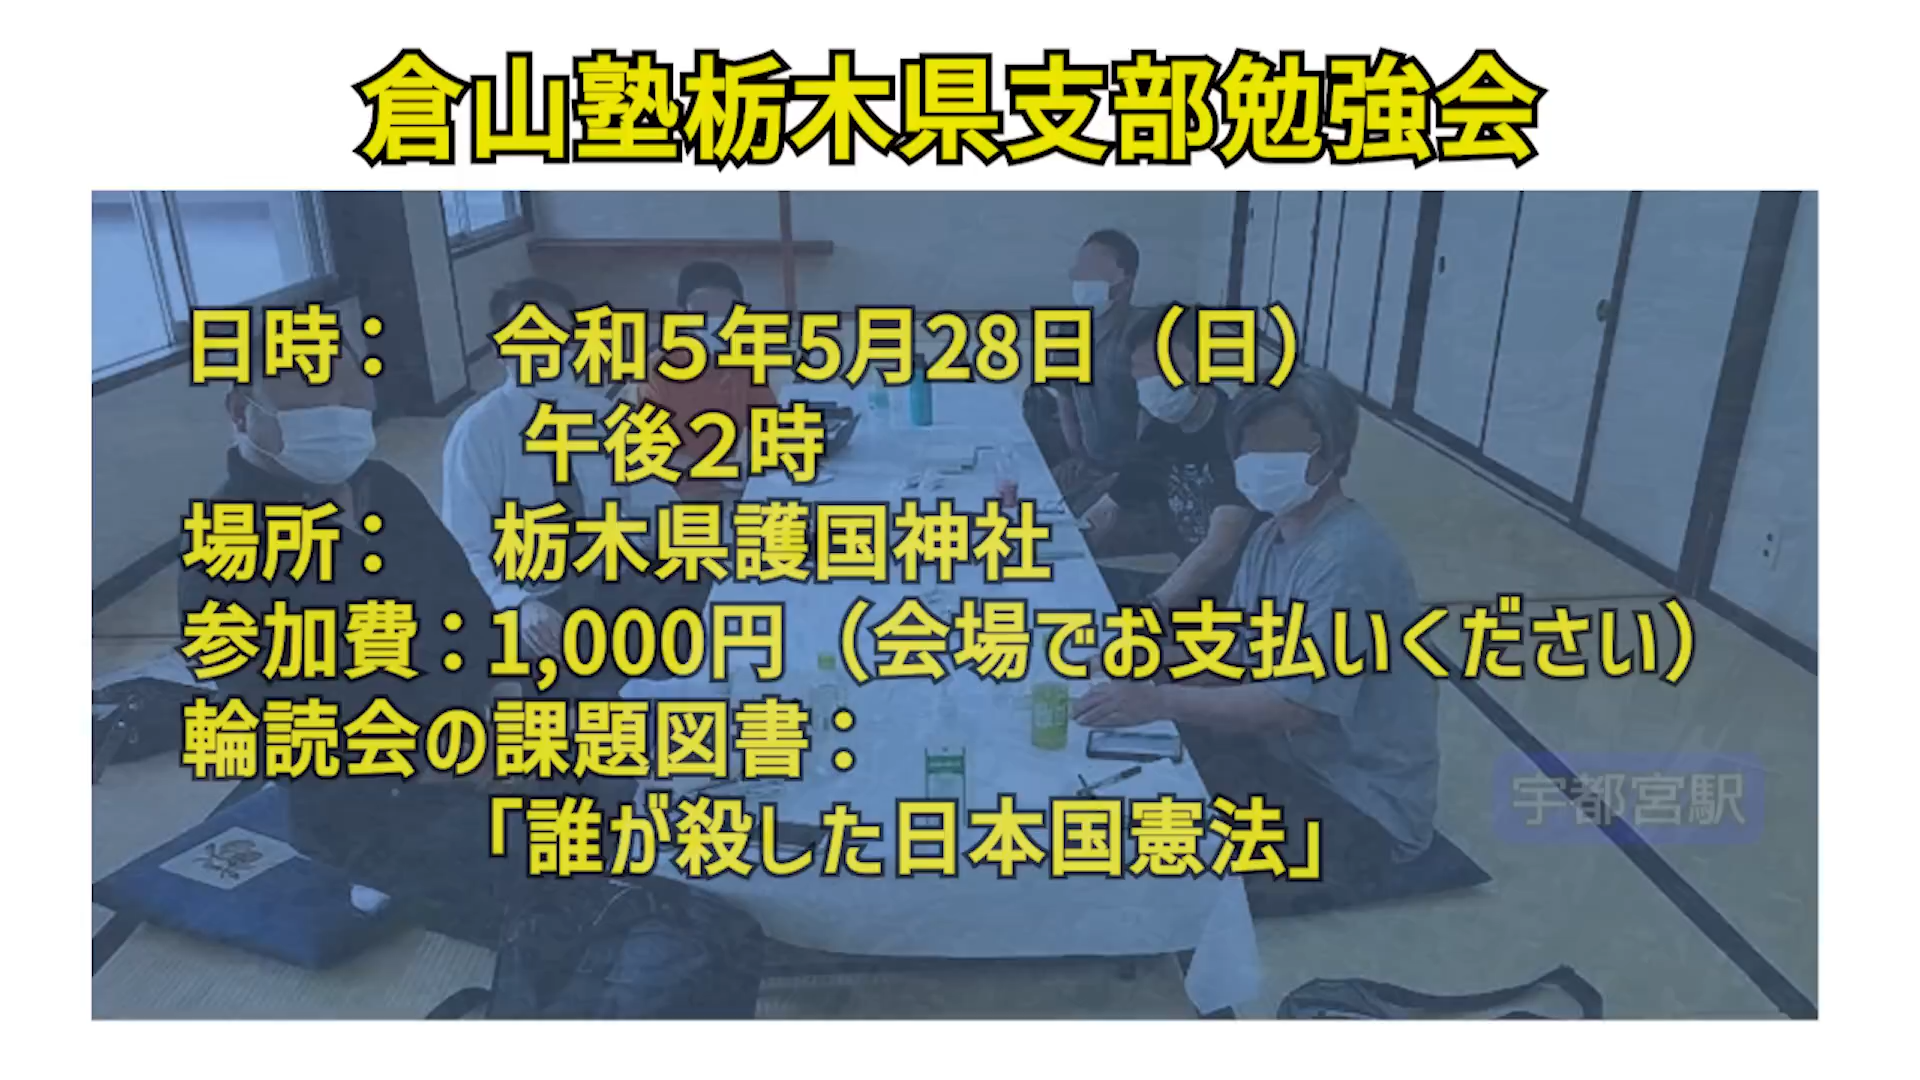 倉山塾栃木県支部勉強会
日時： 令和５年5月28日（日）
午後２時
場所： 栃木県護国神社
参加費：1,000円（会場でお支払いください）
輪読会の課題図書：
「誰が殺した日本国憲法」
宇都宮駅